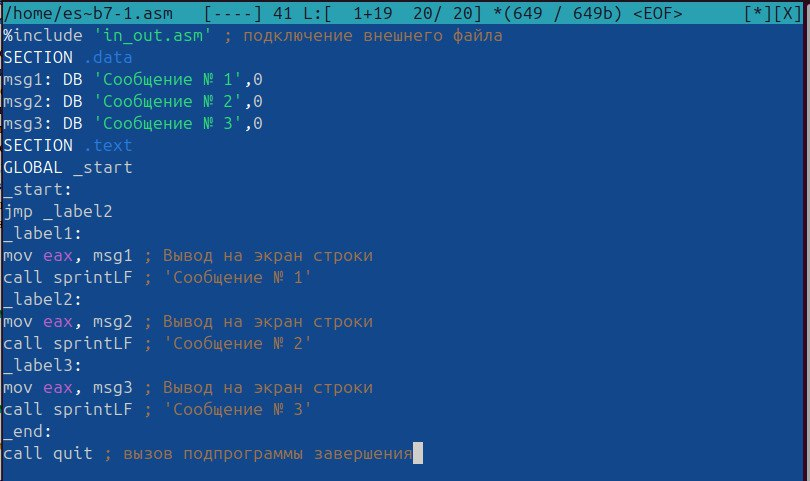 /home/es~b7-1.asm   [----] 41 L:[  1+19  20/ 20] *(649 / 649b) <EOF>       [*][X]
%include 'in_out.asm' ; подключение внешнего файла
SECTION .data
msg1: DB 'Сообщение № 1',0
msg2: DB 'Сообщение № 2',0
msg3: DB 'Сообщение № 3',0
SECTION .text
GLOBAL _start
_start:
jmp _label2
_label1:
mov eax, msg1 ; Вывод на экран строки
call sprintLF ; 'Сообщение № 1'
_label2:
mov eax, msg2 ; Вывод на экран строки
call sprintLF ; 'Сообщение № 2'
_label3:
mov eax, msg3 ; Вывод на экран строки
call sprintLF ; 'Сообщение № 3'
_end:
call quit ; вызов подпрограммы завершения